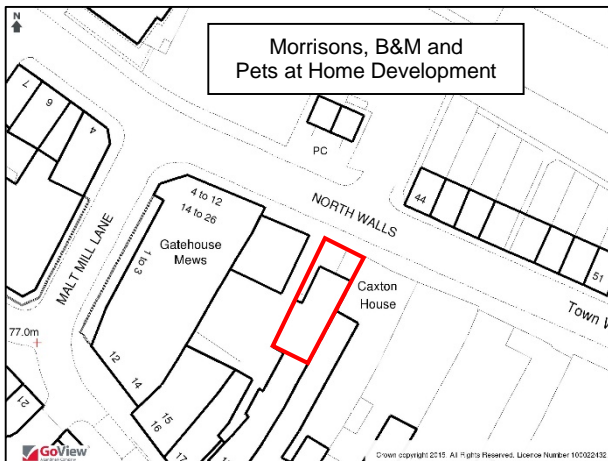 N
Morrisons, B&M and
Pets at Home Development
7
6
4
PC
4 to 12
14 to 26
NORTH WALLS
44
Gatehouse
Mews
1 to 3
MALT MILL LANE
Caxton
House
51
Town W
77.0m
12
14
15
16
17
21
GoView
Crown copyright 2015. All Rights Reserved. Licence Number 100022432